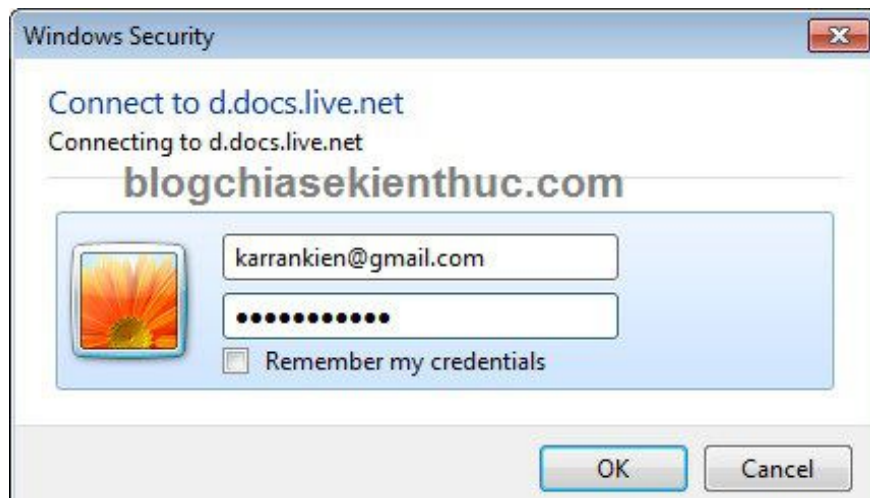 Windows Security
Connect to d.docs.live.net
Connecting to d.docs.live.net
blogchiasekienthuc.com
karrankien@gmail.com
●●●●●●●●●●●
Remember my credentials
OK Cancel